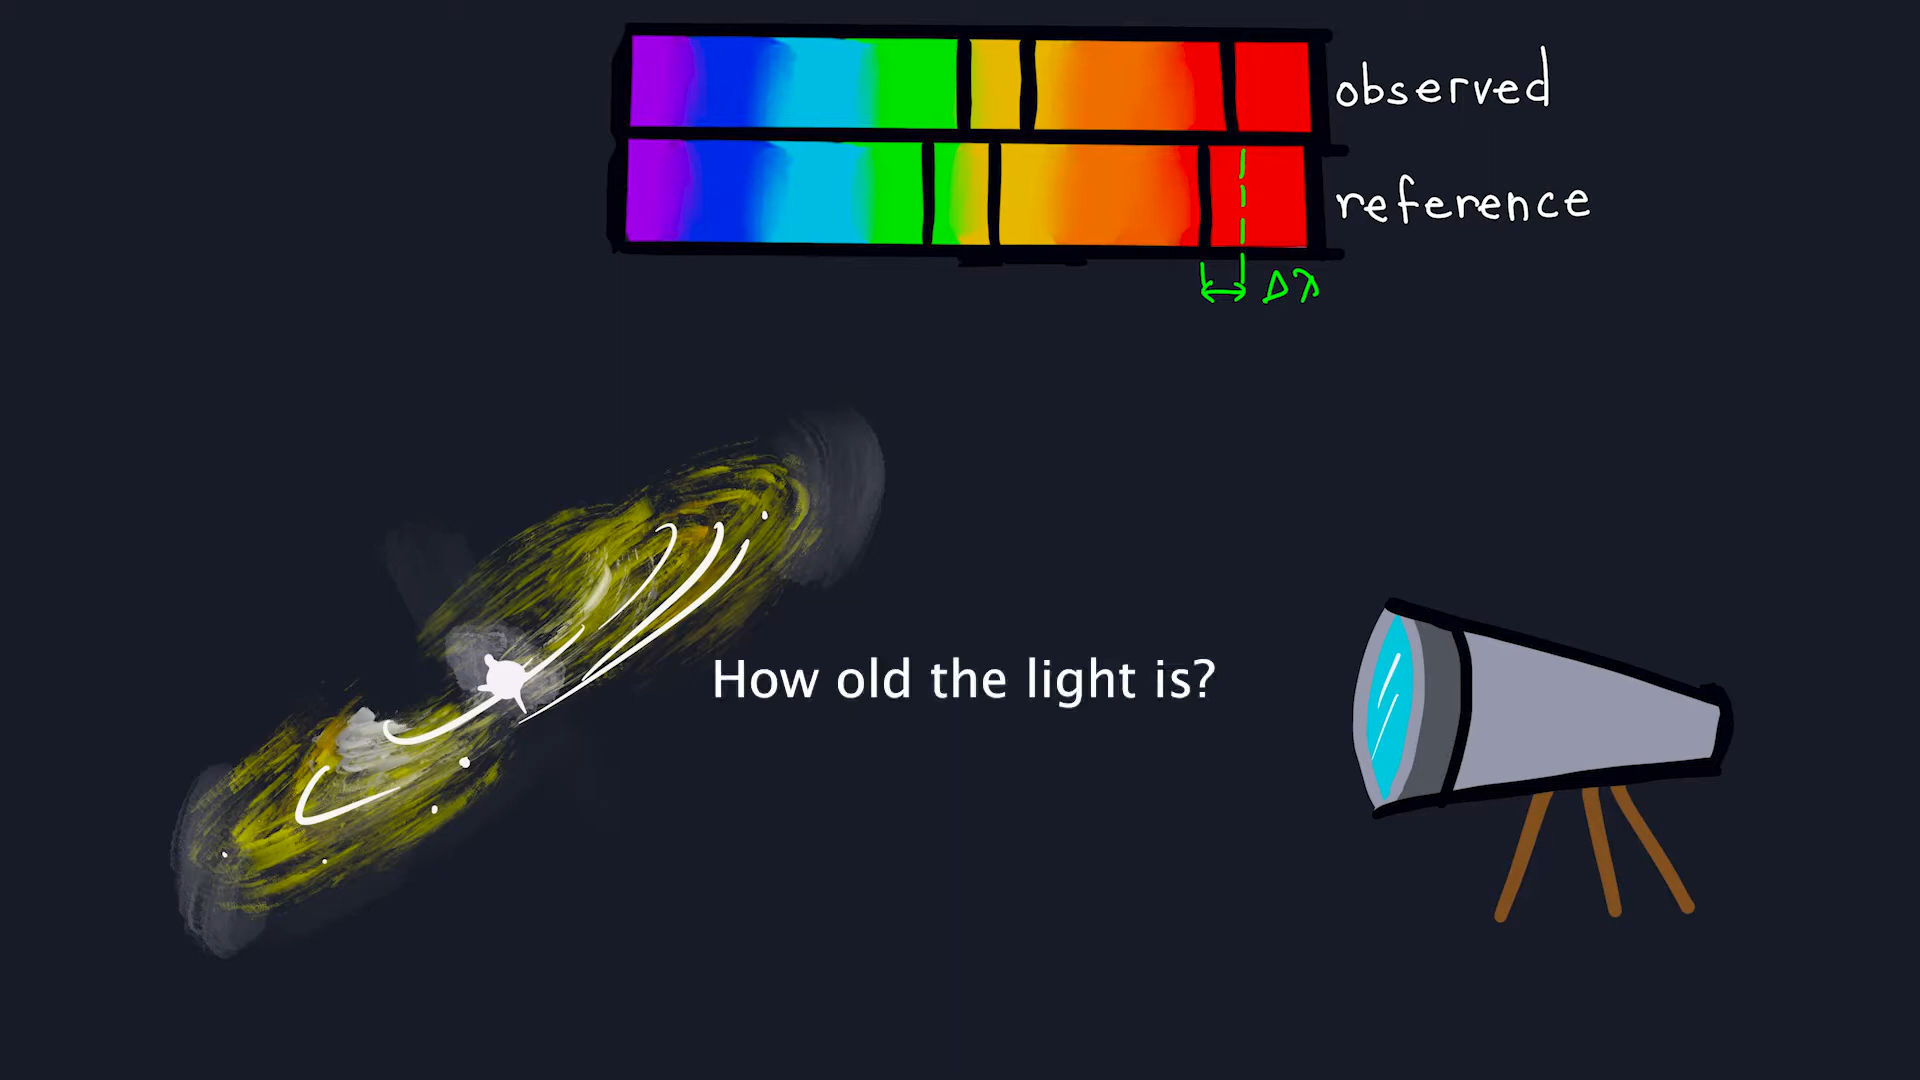 observed
reference
Δλ
How old the light is?